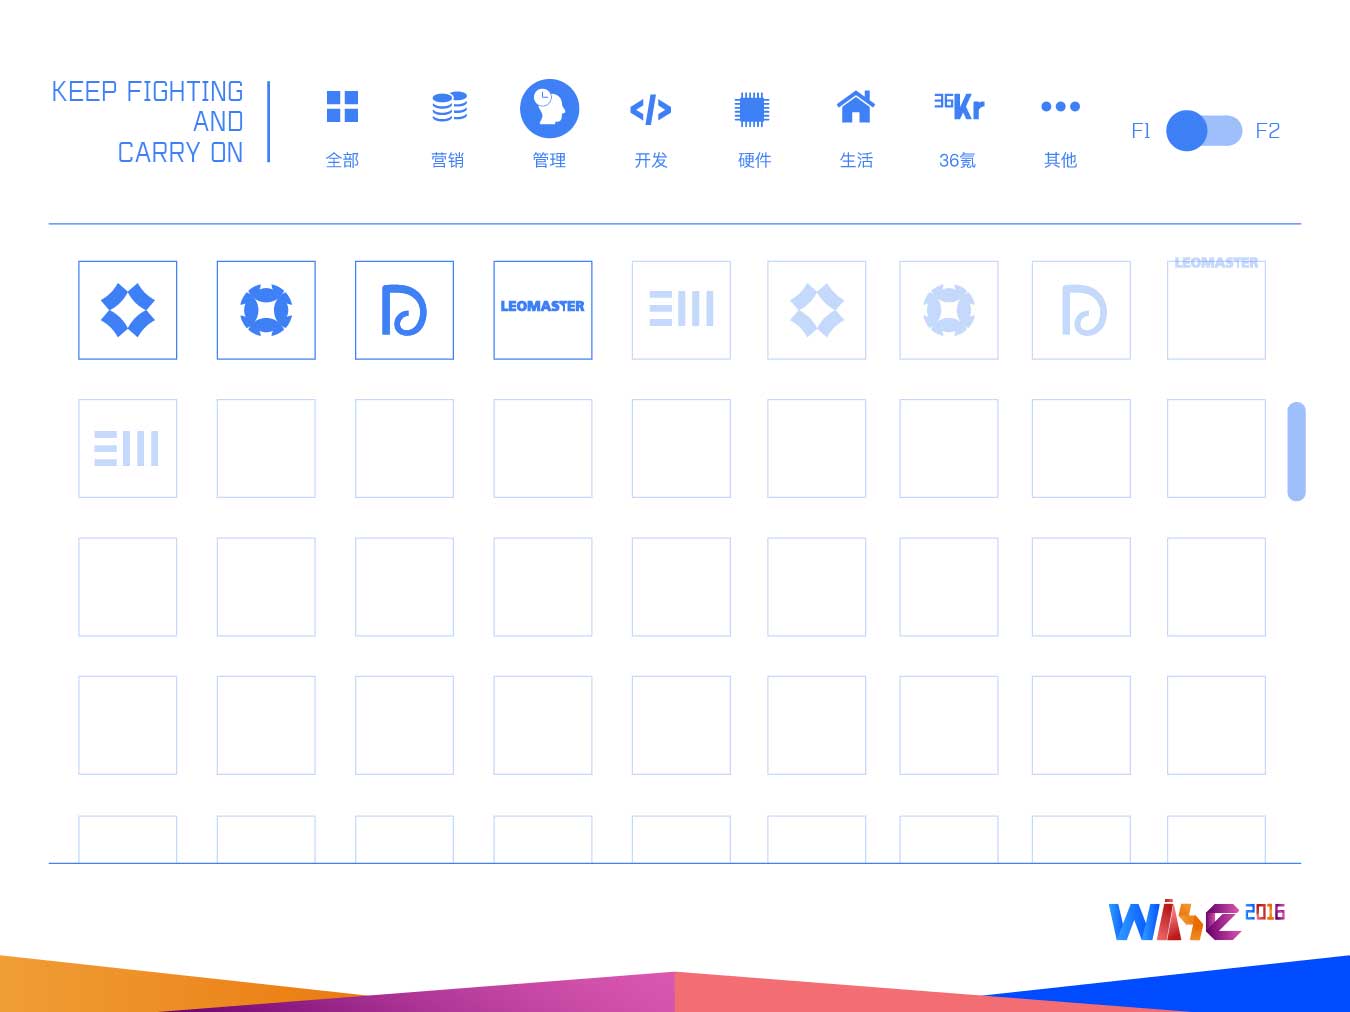 KEEP FIGHTING
AND
CARRY ON
全部
营销
管理
</>
开发
硬件
生活
36Kr
36氪
其他
F1
F2
LEOMASTER
LEOMASTER
WISE 2016